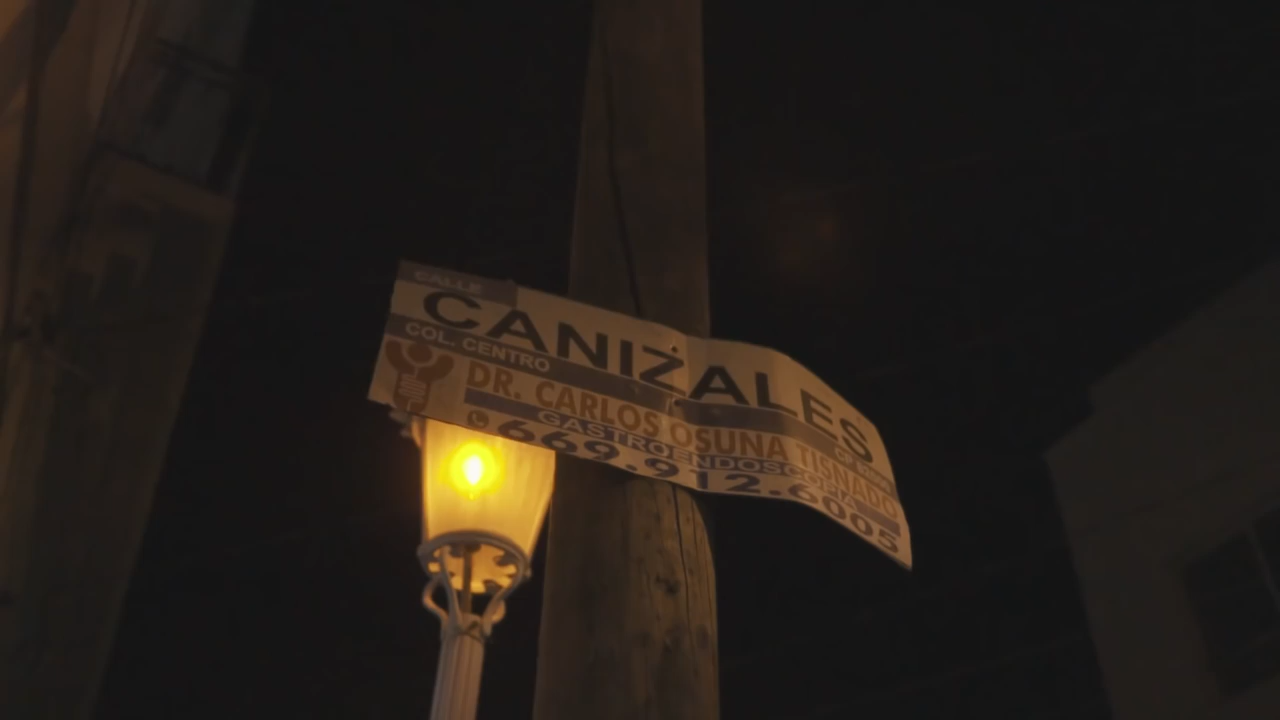 CALLE
CANIZALES
COL. CENTRO
DR. CARLOS OSUNA TISNADO
GASTROENDOSCOPIA
669.912.6005